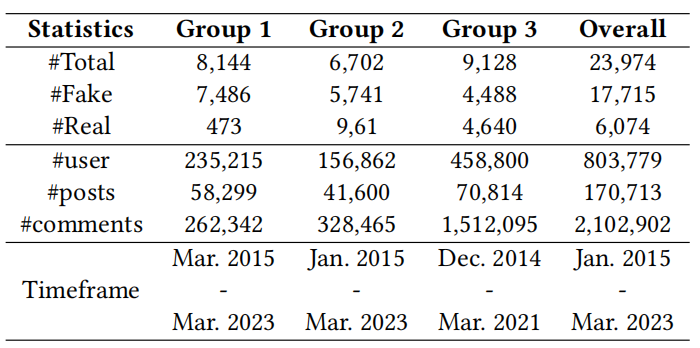 Statistics Group 1 Group 2 Group 3 Overall
#Total 8,144 6,702 9,128 23,974
#Fake 7,486 5,741 4,488 17,715
#Real 473 9,61 4,640 6,074
#user 235,215 156,862 458,800 803,779
#posts 58,299 41,600 70,814 170,713
#comments 262,342 328,465 1,512,095 2,102,902
Mar. 2015 Jan. 2015 Dec. 2014 Jan. 2015
Timeframe - - - -
Mar. 2023 Mar. 2023 Mar. 2021 Mar. 2023